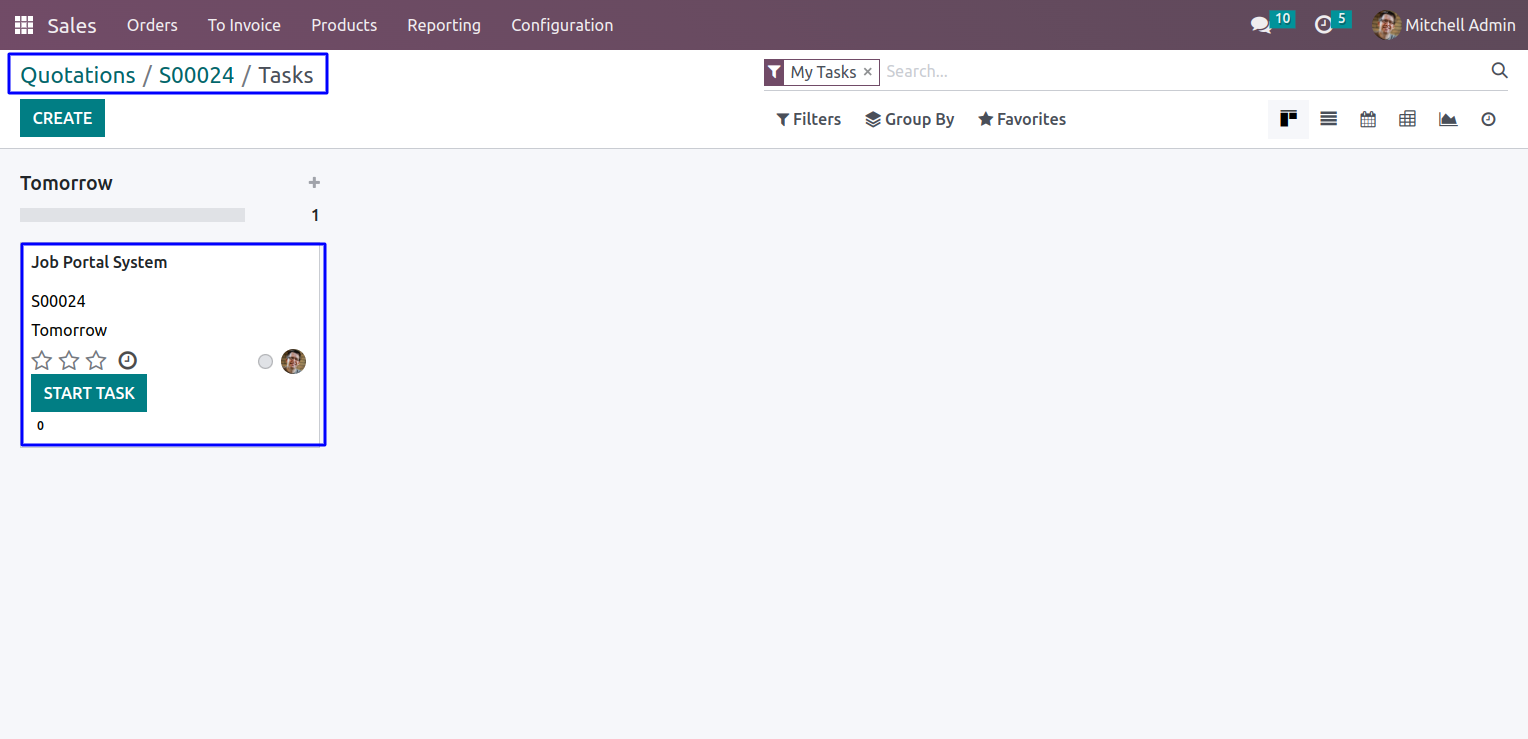 Sales Orders To Invoice Products Reporting Configuration 10 5 Mitchell Admin
Quotations / S00024 / Tasks
My Tasks × Search...
CREATE
Filters Group By Favorites
Tomorrow +
1
Job Portal System
S00024
Tomorrow
START TASK
0